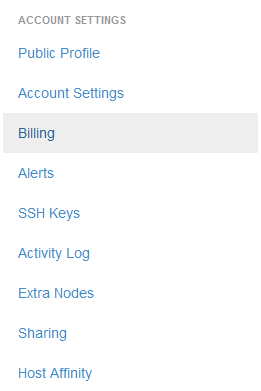 ACCOUNT SETTINGS
Public Profile
Account Settings
Billing
Alerts
SSH Keys
Activity Log
Extra Nodes
Sharing
Host Affinity